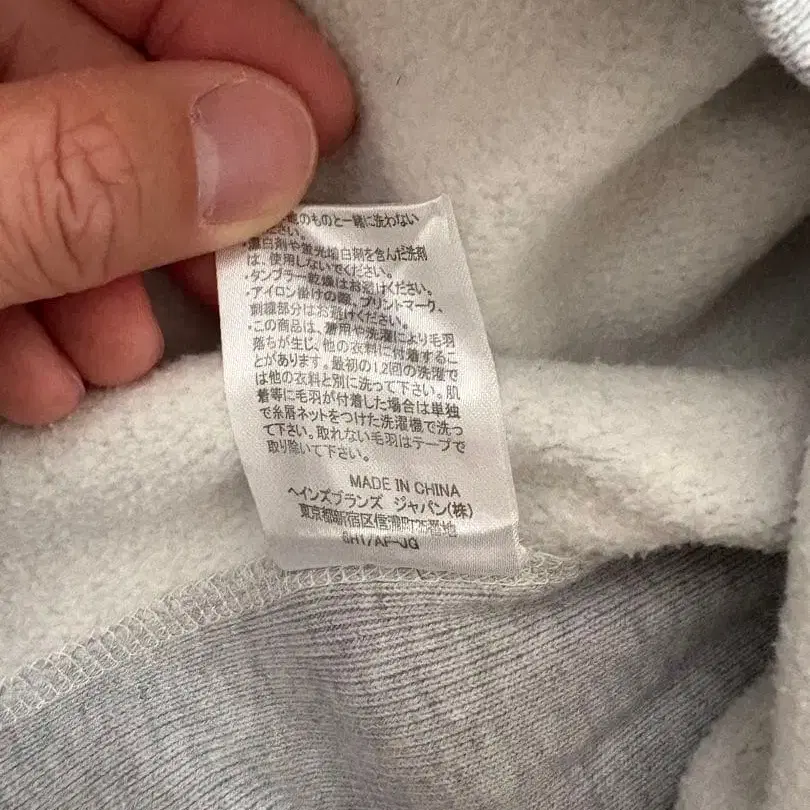 他のものと一緒に洗わない
ください。
・漂白剤や蛍光増白剤を含んだ洗剤
は、使用しないでください。
・タンブラー乾燥はお避けください。
・アイロン掛けの際、プリントマーク、
刺繍部分はお避けください。
・この商品は、着用や洗濯により毛羽
落ちが生じ、他の衣料に付着するこ
とがあります。最初の1.2回の洗濯で
は他の衣料と別に洗って下さい。肌
着等に毛羽が付着した場合は単独
で糸屑ネットをつけた洗濯機で洗っ
て下さい。取れない毛羽はテープで
取り除いて下さい。
MADE IN CHINA
ヘインズブランズ ジャパン(株)
東京都新宿区信濃町35番地